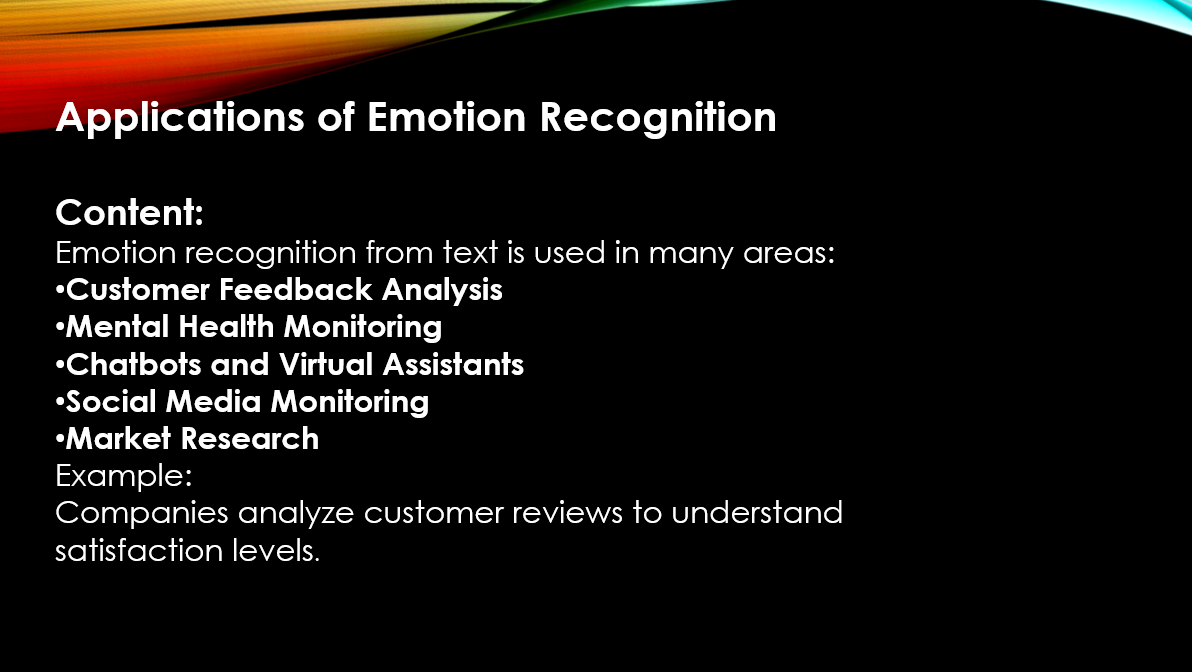 Applications of Emotion Recognition
Content:
Emotion recognition from text is used in many areas:
•Customer Feedback Analysis
•Mental Health Monitoring
•Chatbots and Virtual Assistants
•Social Media Monitoring
•Market Research
Example:
Companies analyze customer reviews to understand
satisfaction levels.